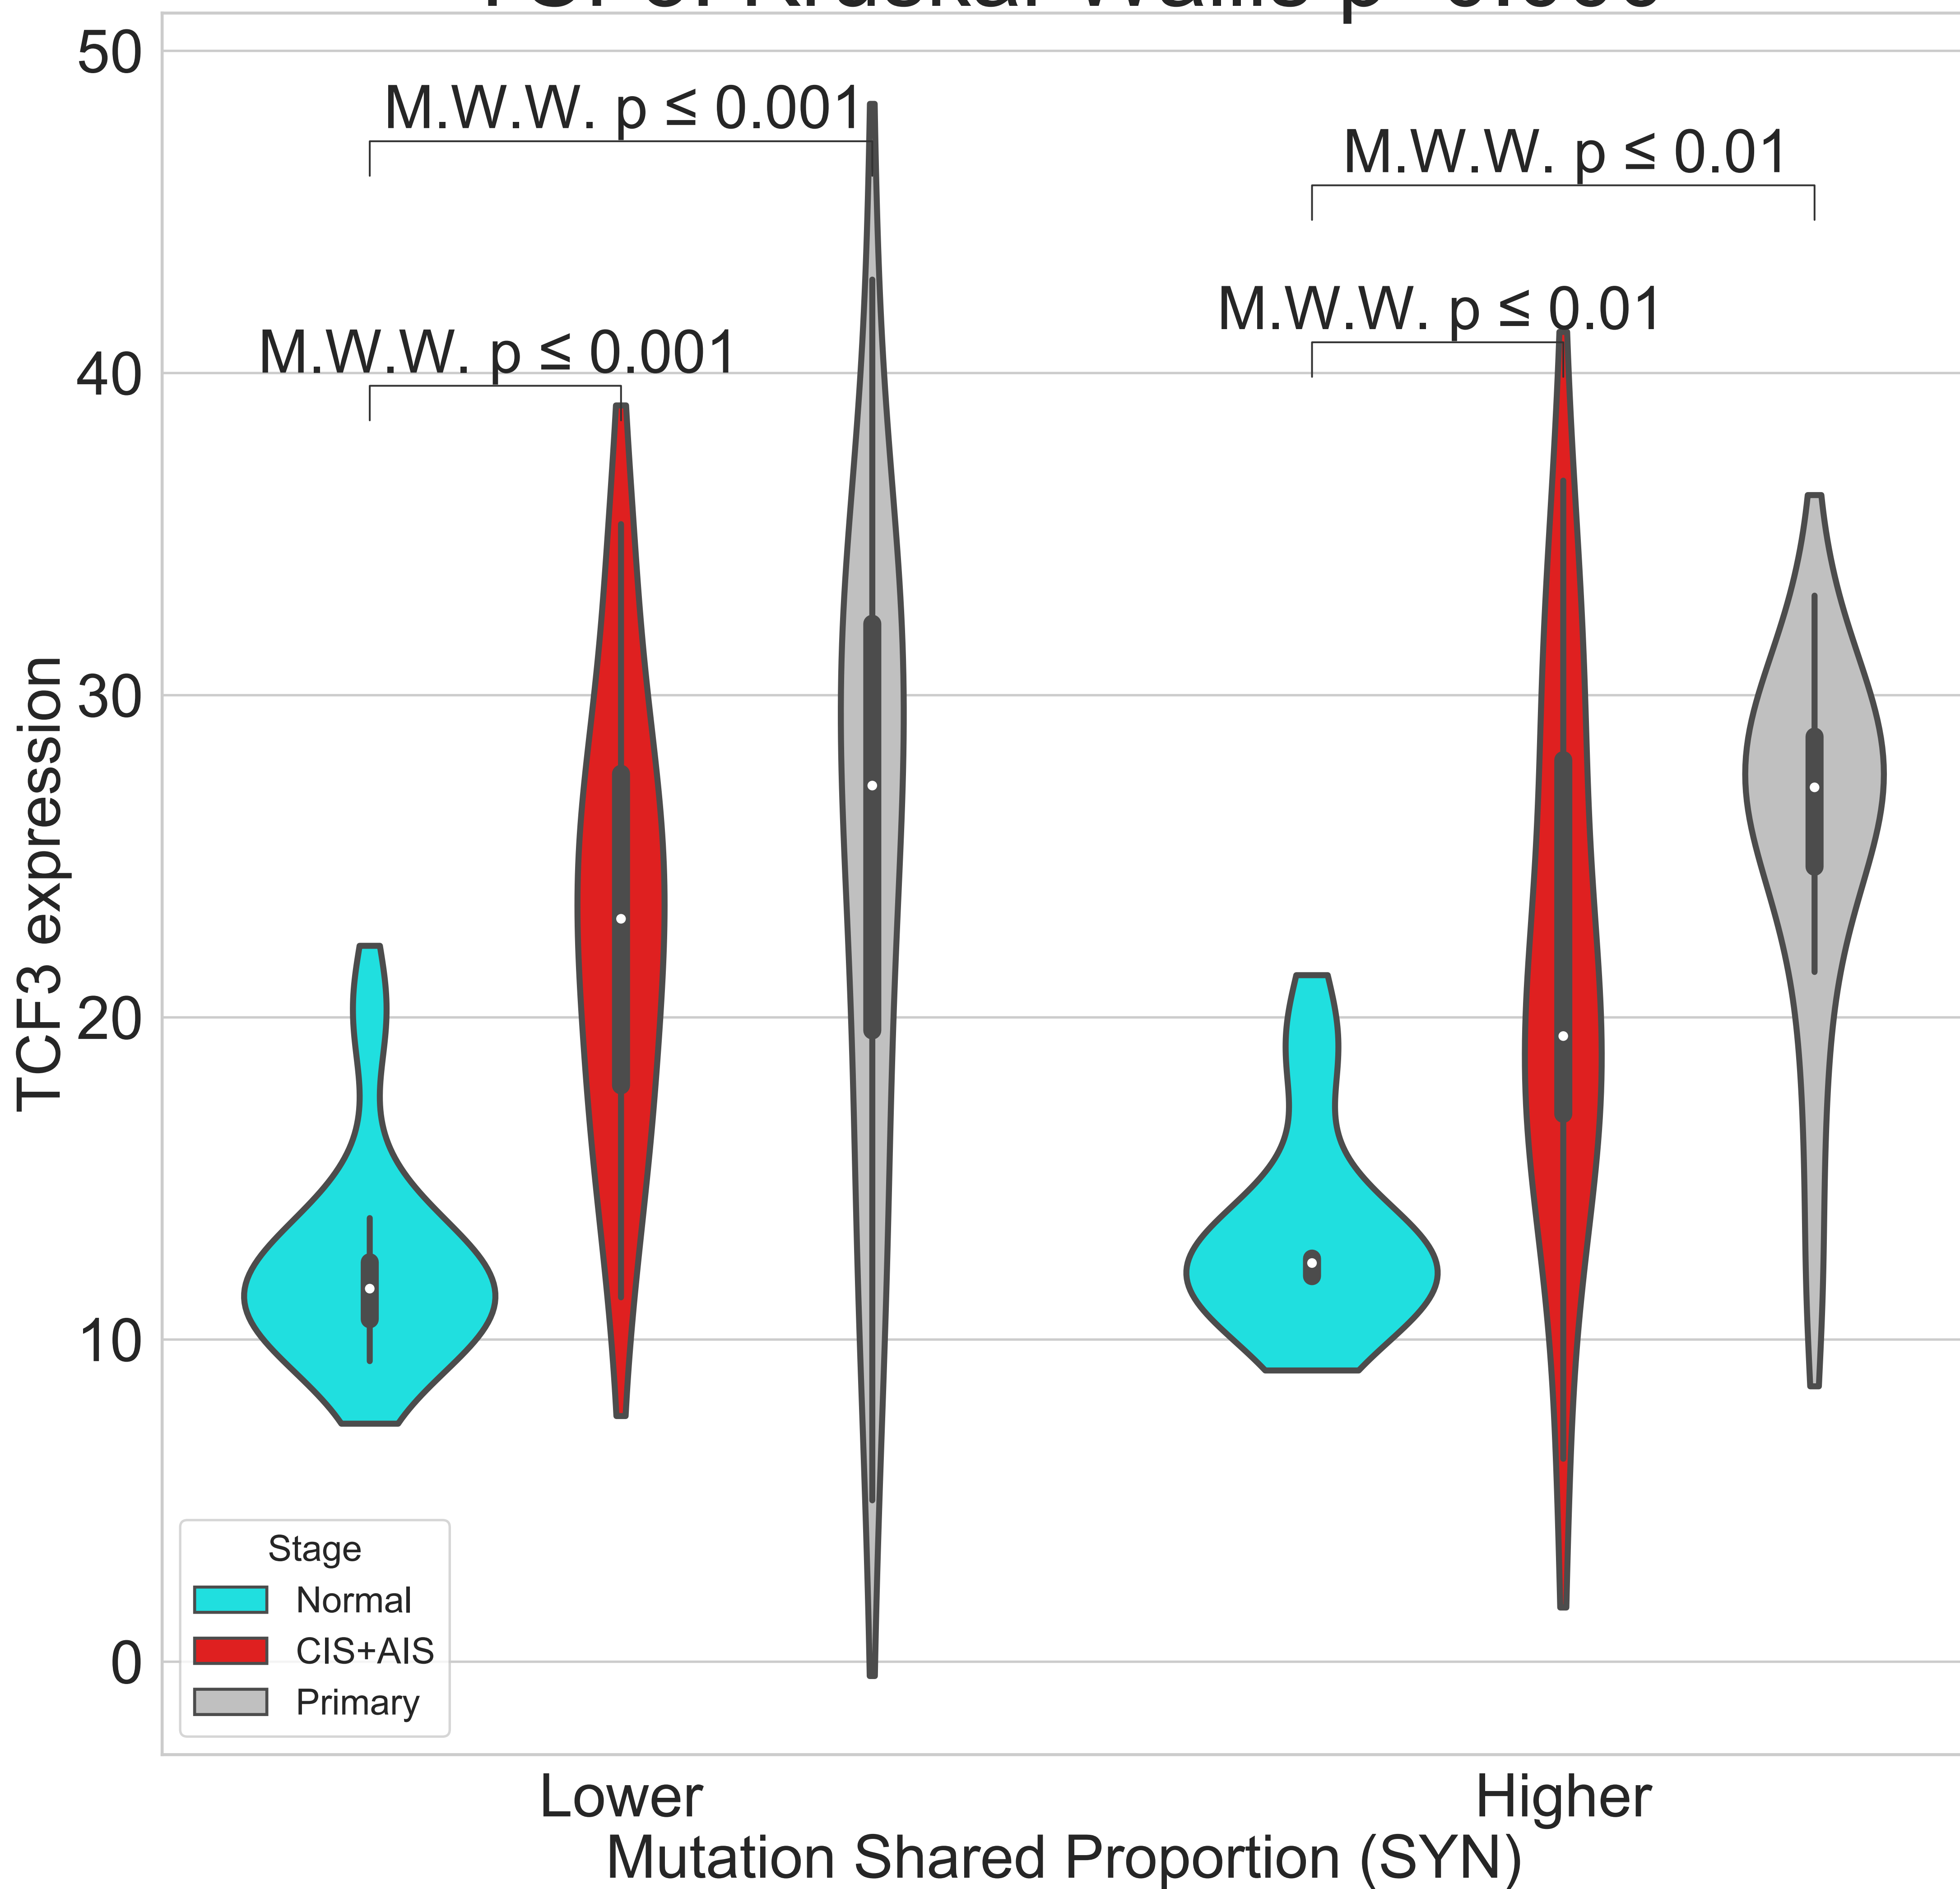 50
M.W.W. p ≤ 0.001
M.W.W. p ≤ 0.01
M.W.W. p ≤ 0.01
M.W.W. p ≤ 0.001
40
30
TCF3 expression
20
10
0
Stage
Normal
CIS+AIS
Primary
Lower
Higher
Mutation Shared Proportion (SYN)